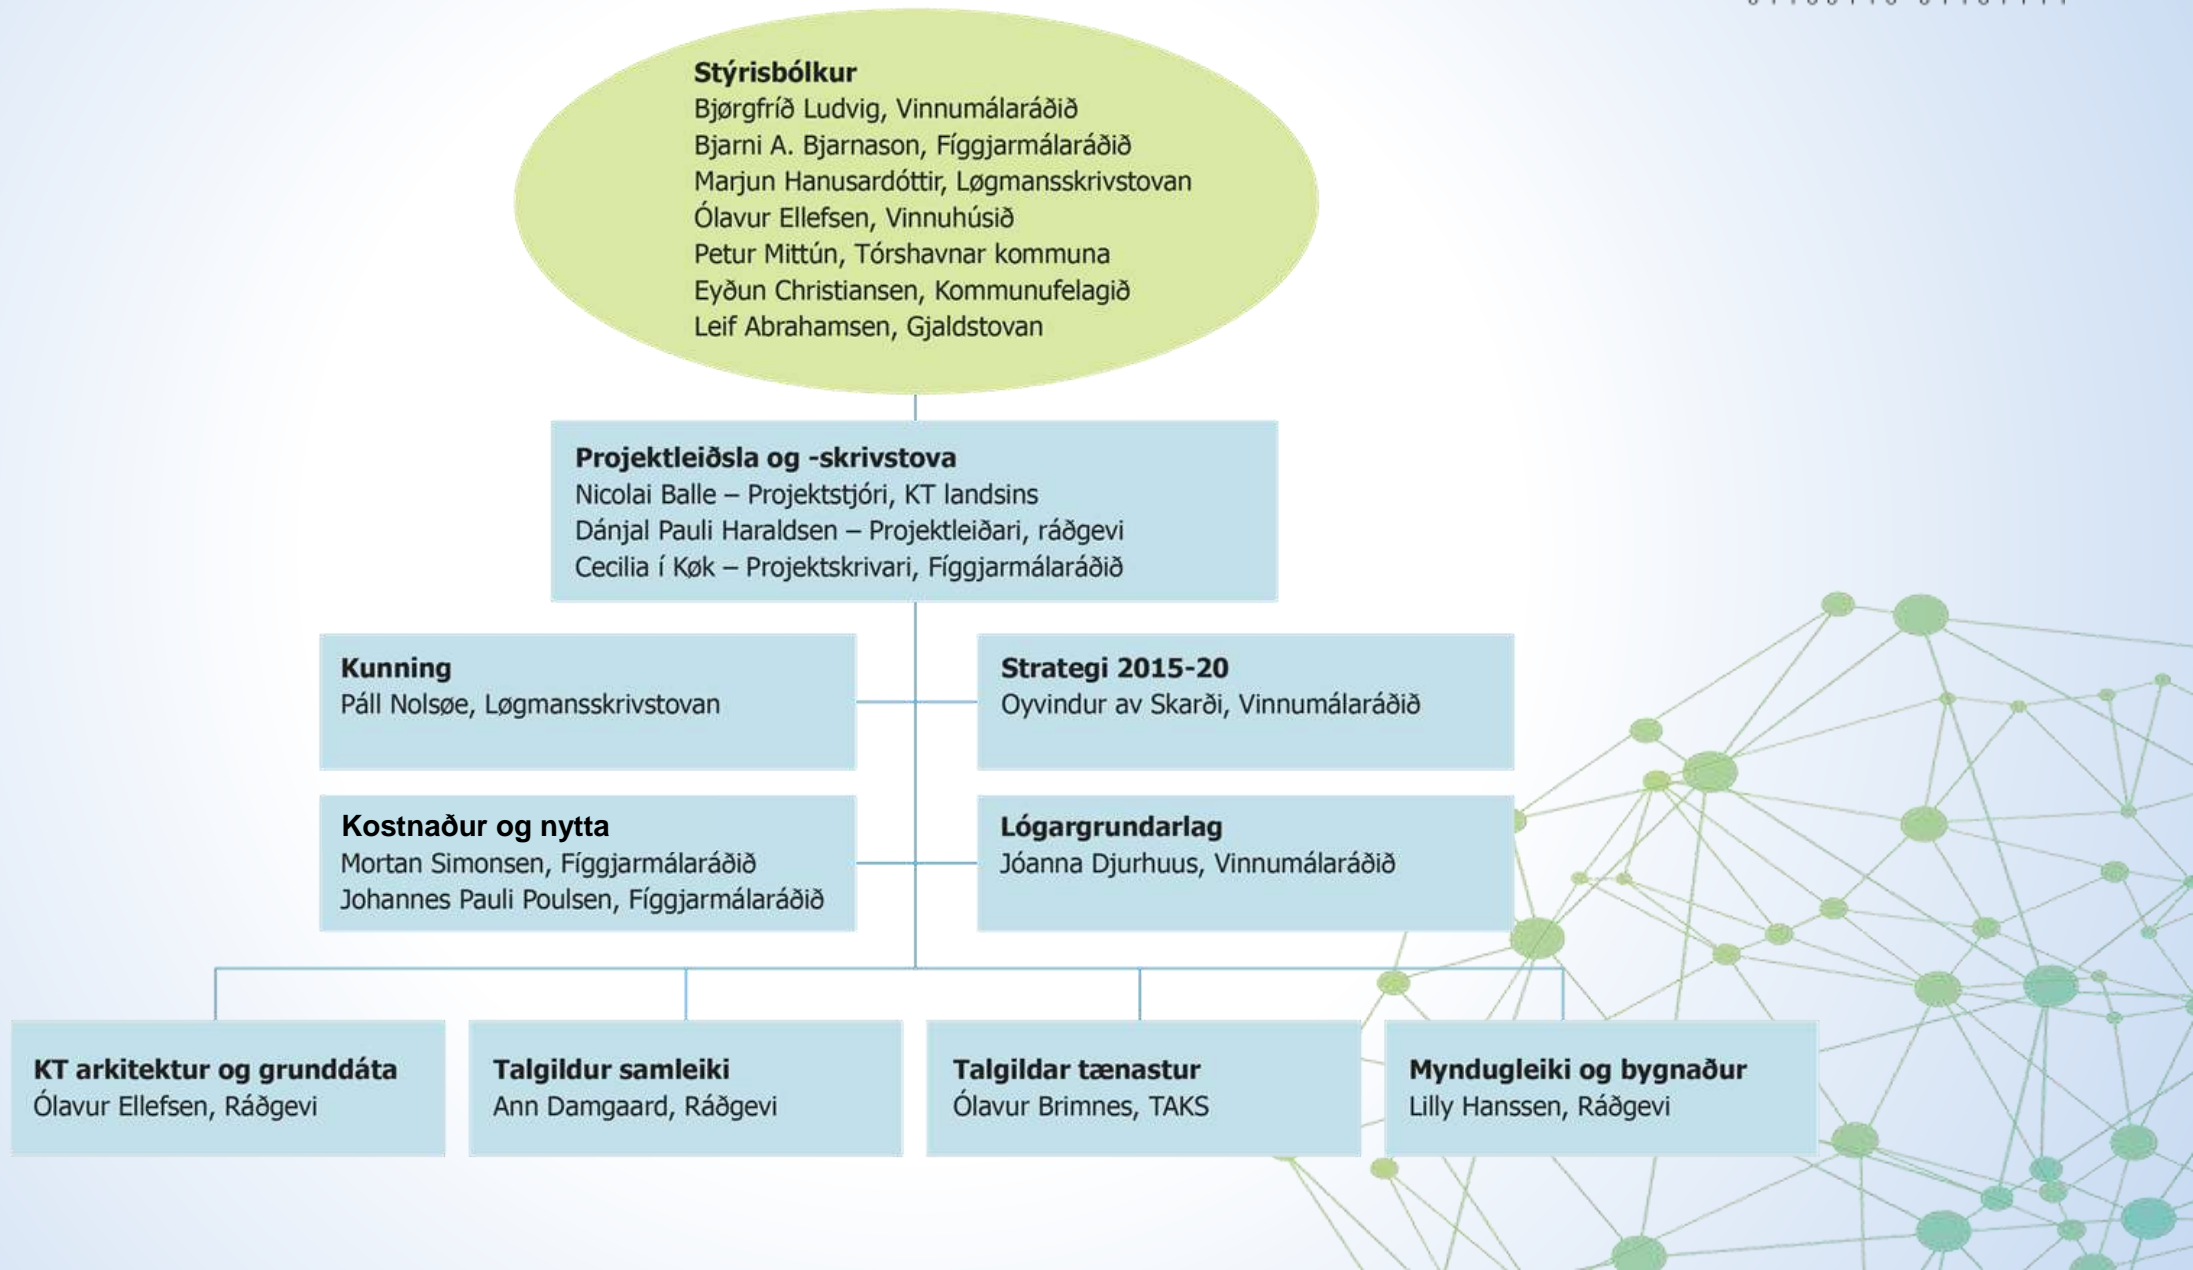 Stýrisbólkur
Bjørgfríð Ludvig, Vinnumálaráðið
Bjarni A. Bjarnason, Fíggjarmálaráðið
Marjun Hanusardóttir, Løgmansskrivstovan
Ólavur Ellefsen, Vinnuhúsið
Petur Mittún, Tórshavnar kommuna
Eyðun Christiansen, Kommunufelagið
Leif Abrahamsen, Gjaldstovan
Projektleiðsla og -skrivstova
Nicolai Balle – Projektstjóri, KT landsins
Dánjal Pauli Haraldsen – Projektleiðari, ráðgevi
Cecilia í Køk – Projektskrivari, Fíggjarmálaráðið
Kunning
Páll Nolsøe, Løgmansskrivstovan
Strategi 2015-20
Oyvindur av Skarði, Vinnumálaráðið
Kostnaður og nytta
Mortan Simonsen, Fíggjarmálaráðið
Johannes Pauli Poulsen, Fíggjarmálaráðið
Lógargrundarlag
Jóanna Djurhuus, Vinnumálaráðið
KT arkitektur og grunddáta
Ólavur Ellefsen, Ráðgevi
Talgildur samleiki
Ann Damgaard, Ráðgevi
Talgildar tænastur
Ólavur Brimnes, TAKS
Myndugleiki og bygnaður
Lilly Hanssen, Ráðgevi